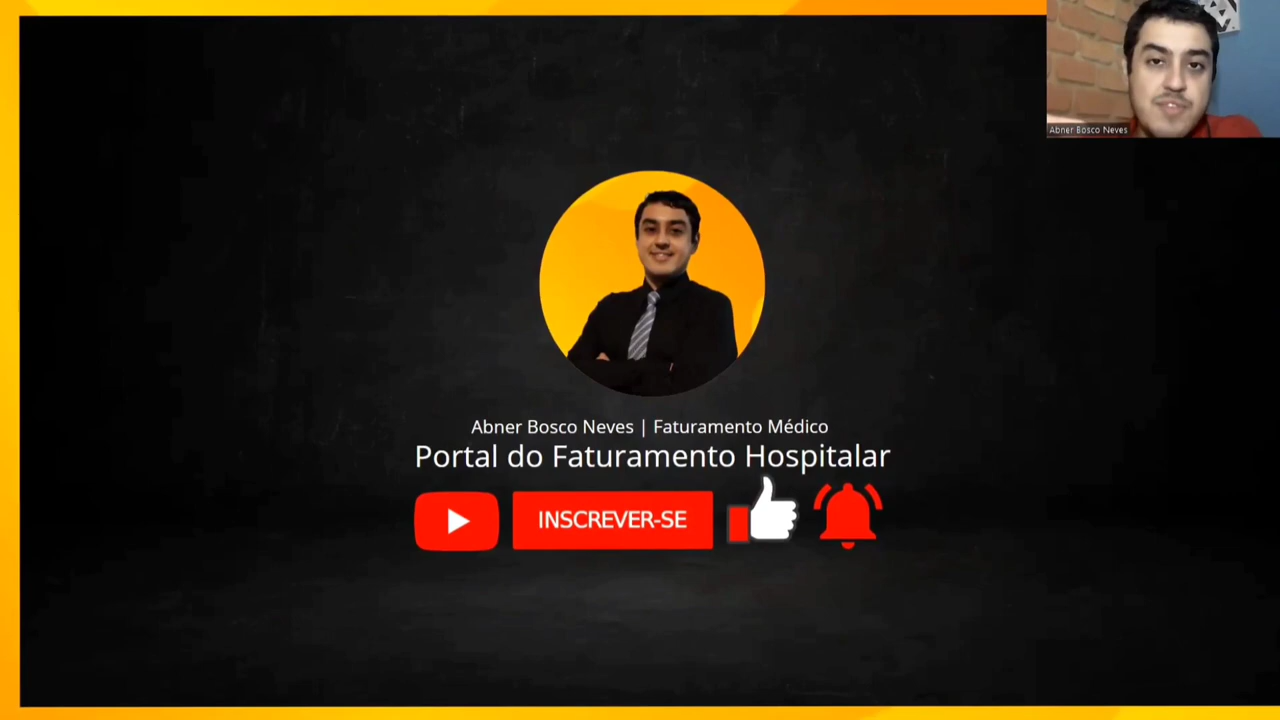 Abner Bosco Neves
Abner Bosco Neves | Faturamento Médico
Portal do Faturamento Hospitalar
INSCREVER-SE